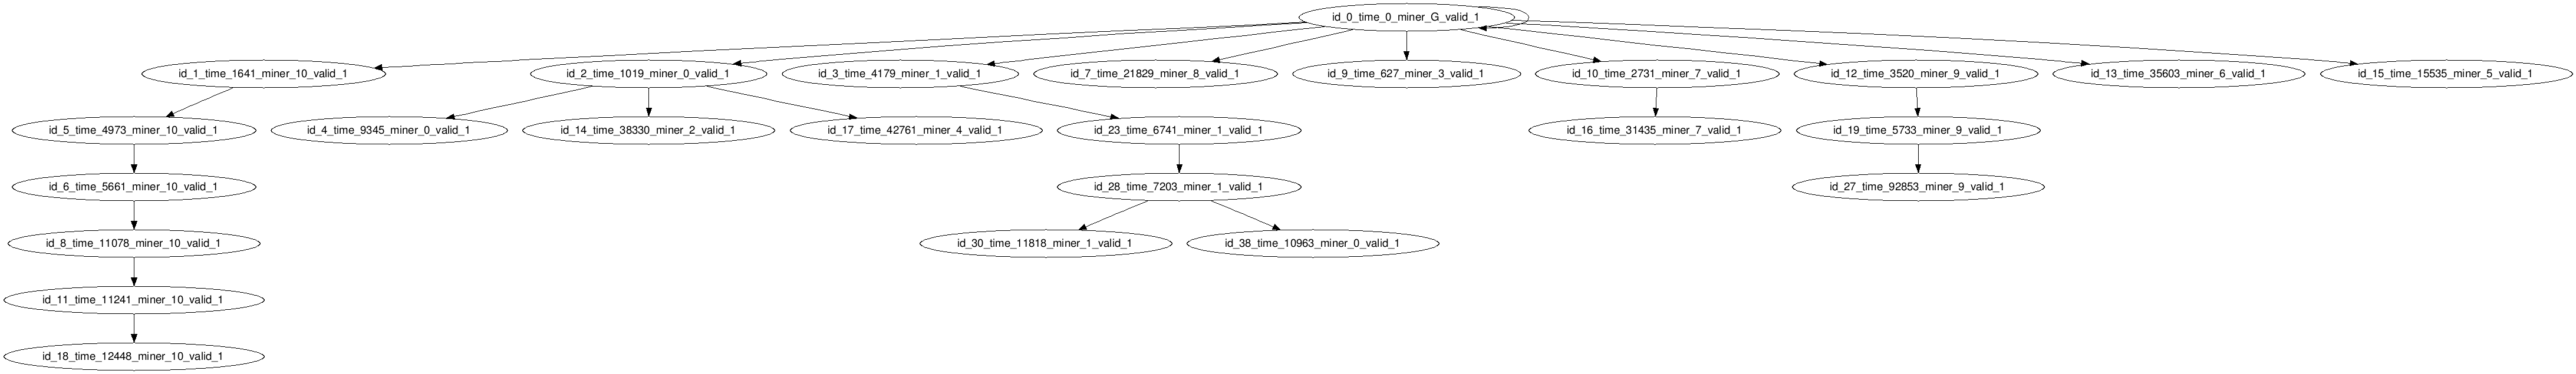 id_0_time_0_miner_G_valid_1
id_1_time_1641_miner_10_valid_1
id_2_time_1019_miner_0_valid_1
id_3_time_4179_miner_1_valid_1
id_7_time_21829_miner_8_valid_1
id_9_time_627_miner_3_valid_1
id_10_time_2731_miner_7_valid_1
id_12_time_3520_miner_9_valid_1
id_13_time_35603_miner_6_valid_1
id_15_time_15535_miner_5_valid_1
id_5_time_4973_miner_10_valid_1
id_4_time_9345_miner_0_valid_1
id_14_time_38330_miner_2_valid_1
id_17_time_42761_miner_4_valid_1
id_23_time_6741_miner_1_valid_1
id_16_time_31435_miner_7_valid_1
id_19_time_5733_miner_9_valid_1
id_6_time_5661_miner_10_valid_1
id_28_time_7203_miner_1_valid_1
id_27_time_92853_miner_9_valid_1
id_8_time_11078_miner_10_valid_1
id_30_time_11818_miner_1_valid_1
id_38_time_10963_miner_0_valid_1
id_11_time_11241_miner_10_valid_1
id_18_time_12448_miner_10_valid_1